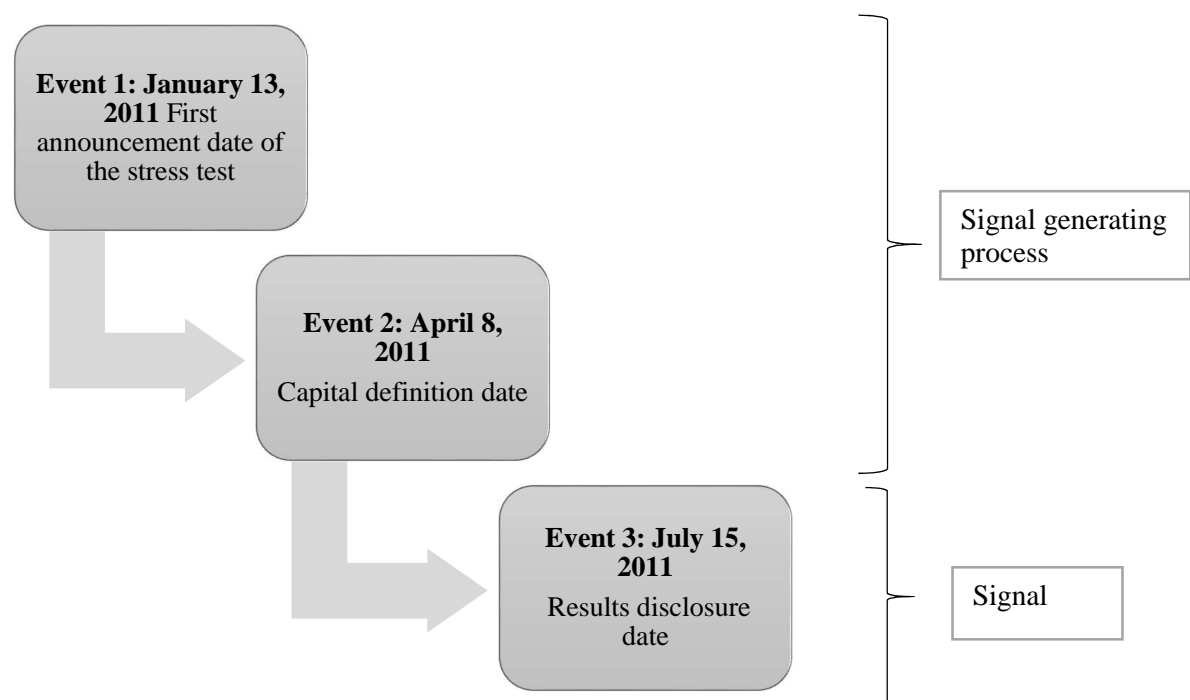 Event 1: January 13,
2011 First
announcement date of
the stress test
Signal generating
process
Event 2: April 8,
2011
Capital definition date
Event 3: July 15,
2011
Results disclosure
date
Signal